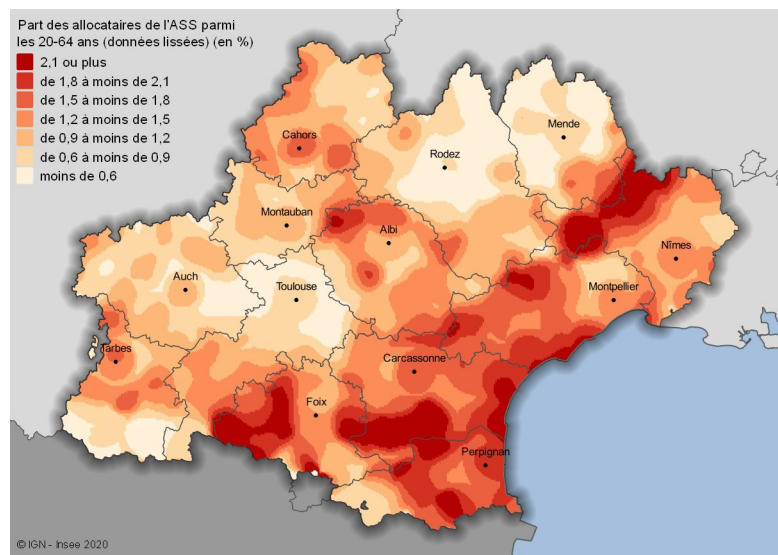 Part des allocataires de l'ASS parmi
les 20-64 ans (données lissées) (en %)
2,1 ou plus
de 1,8 à moins de 2,1
de 1,5 à moins de 1,8
de 1,2 à moins de 1,5
de 0,9 à moins de 1,2
de 0,6 à moins de 0,9
moins de 0,6
Mende
Cahors
Rodez
Montauban
Albi
Nîmes
Auch
Toulouse
Montpellier
Tarbes
Carcassonne
Foix
Perpignan
© IGN - Insee 2020